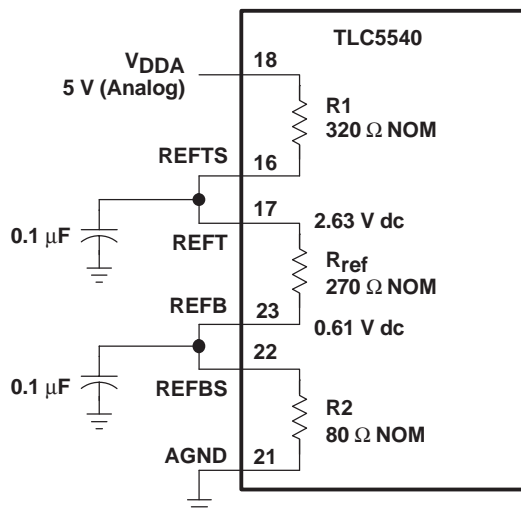 TLC5540
VDDA
5 V (Analog)
18
R1
320 Ω NOM
REFTS
16
17
2.63 V dc
0.1 μF
REFT
Rref
270 Ω NOM
REFB
23
0.61 V dc
22
0.1 μF
REFBS
R2
80 Ω NOM
AGND
21